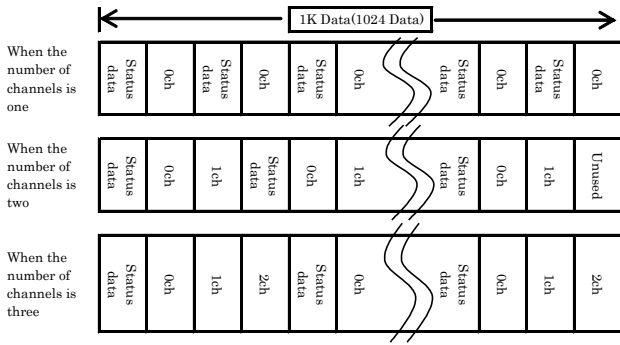 1K Data(1024 Data)
When the
number of
channels is
one
Status
data
0ch
Status
data
0ch
Status
data
0ch
Status
data
0ch
Status
data
0ch
When the
number of
channels is
two
Status
data
0ch
1ch
Status
data
0ch
1ch
Status
data
0ch
1ch
Unused
When the
number of
channels is
three
Status
data
0ch
1ch
2ch
Status
data
0ch
Status
data
0ch
1ch
2ch